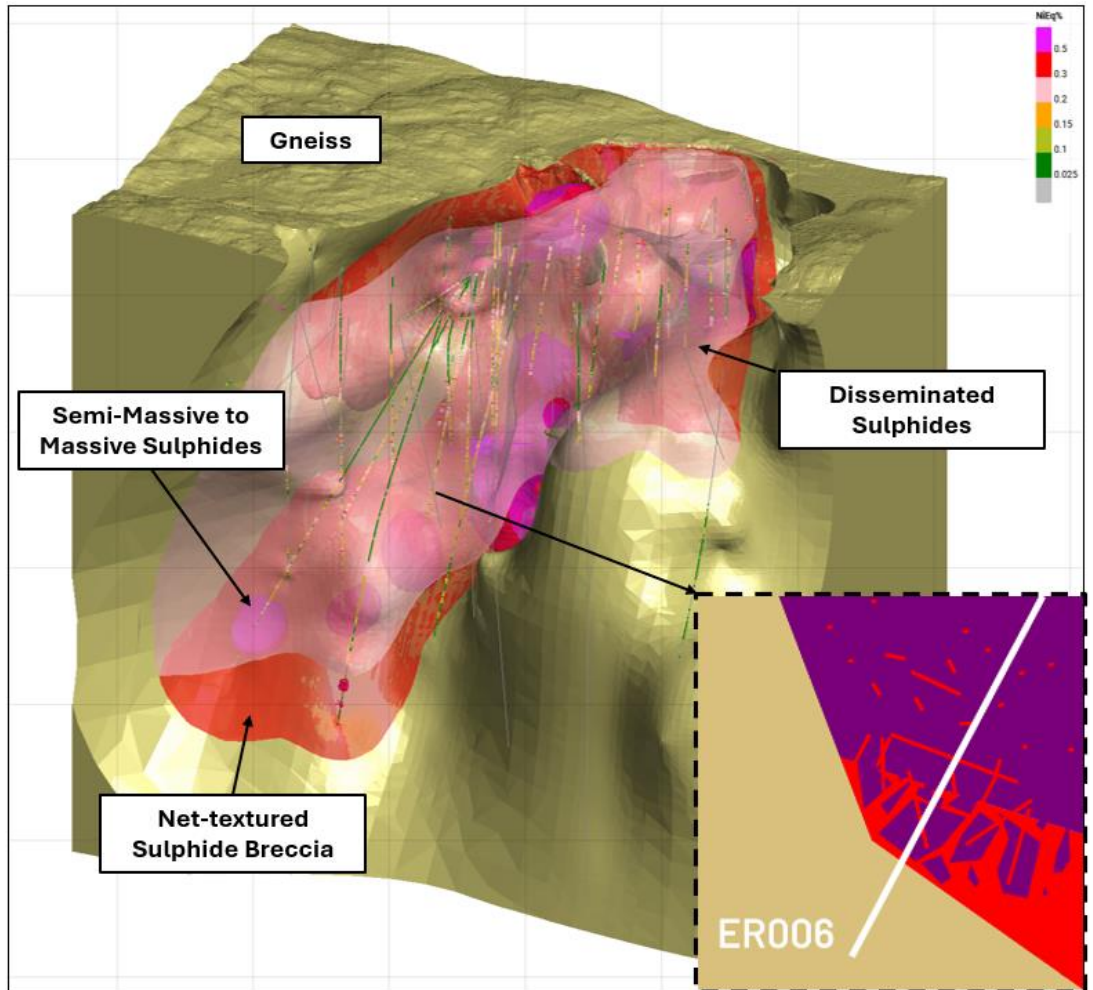 NiEq%
0.5
0.3
0.2
0.15
0.1
0.025
Gneiss
Semi-Massive to
Massive Sulphides
Disseminated
Sulphides
Net-textured
Sulphide Breccia
ER006